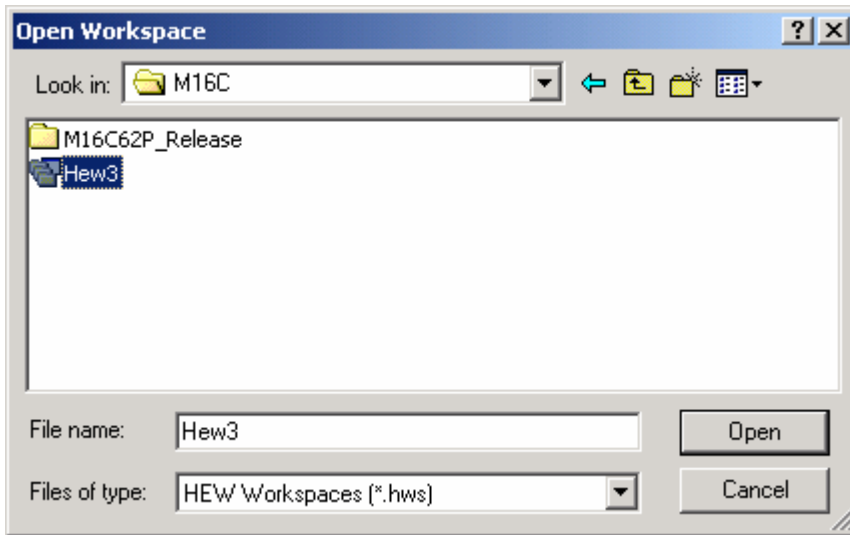 Open Workspace
Look in: M16C
M16C62P_Release
Hew3
File name: Hew3 Open
Files of type: HEW Workspaces (*.hws) Cancel